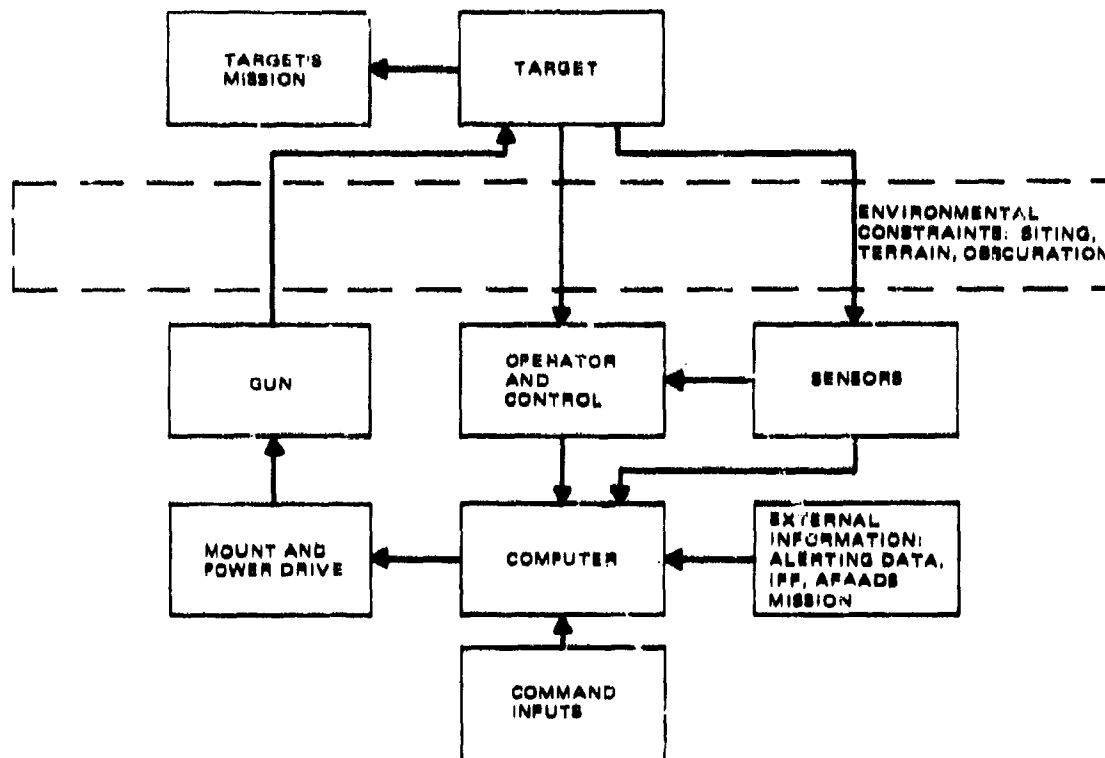 TARGET'S
MISSION
TARGET
ENVIRONMENTAL
CONSTRAINTS: SITING,
TERRAIN, OBSCURATION
GUN
OPERATOR
AND
CONTROL
SENSORS
MOUNT AND
POWER DRIVE
COMPUTER
EXTERNAL
INFORMATION:
ALERTING DATA,
IFF, AFAADS
MISSION
COMMAND
INPUTS